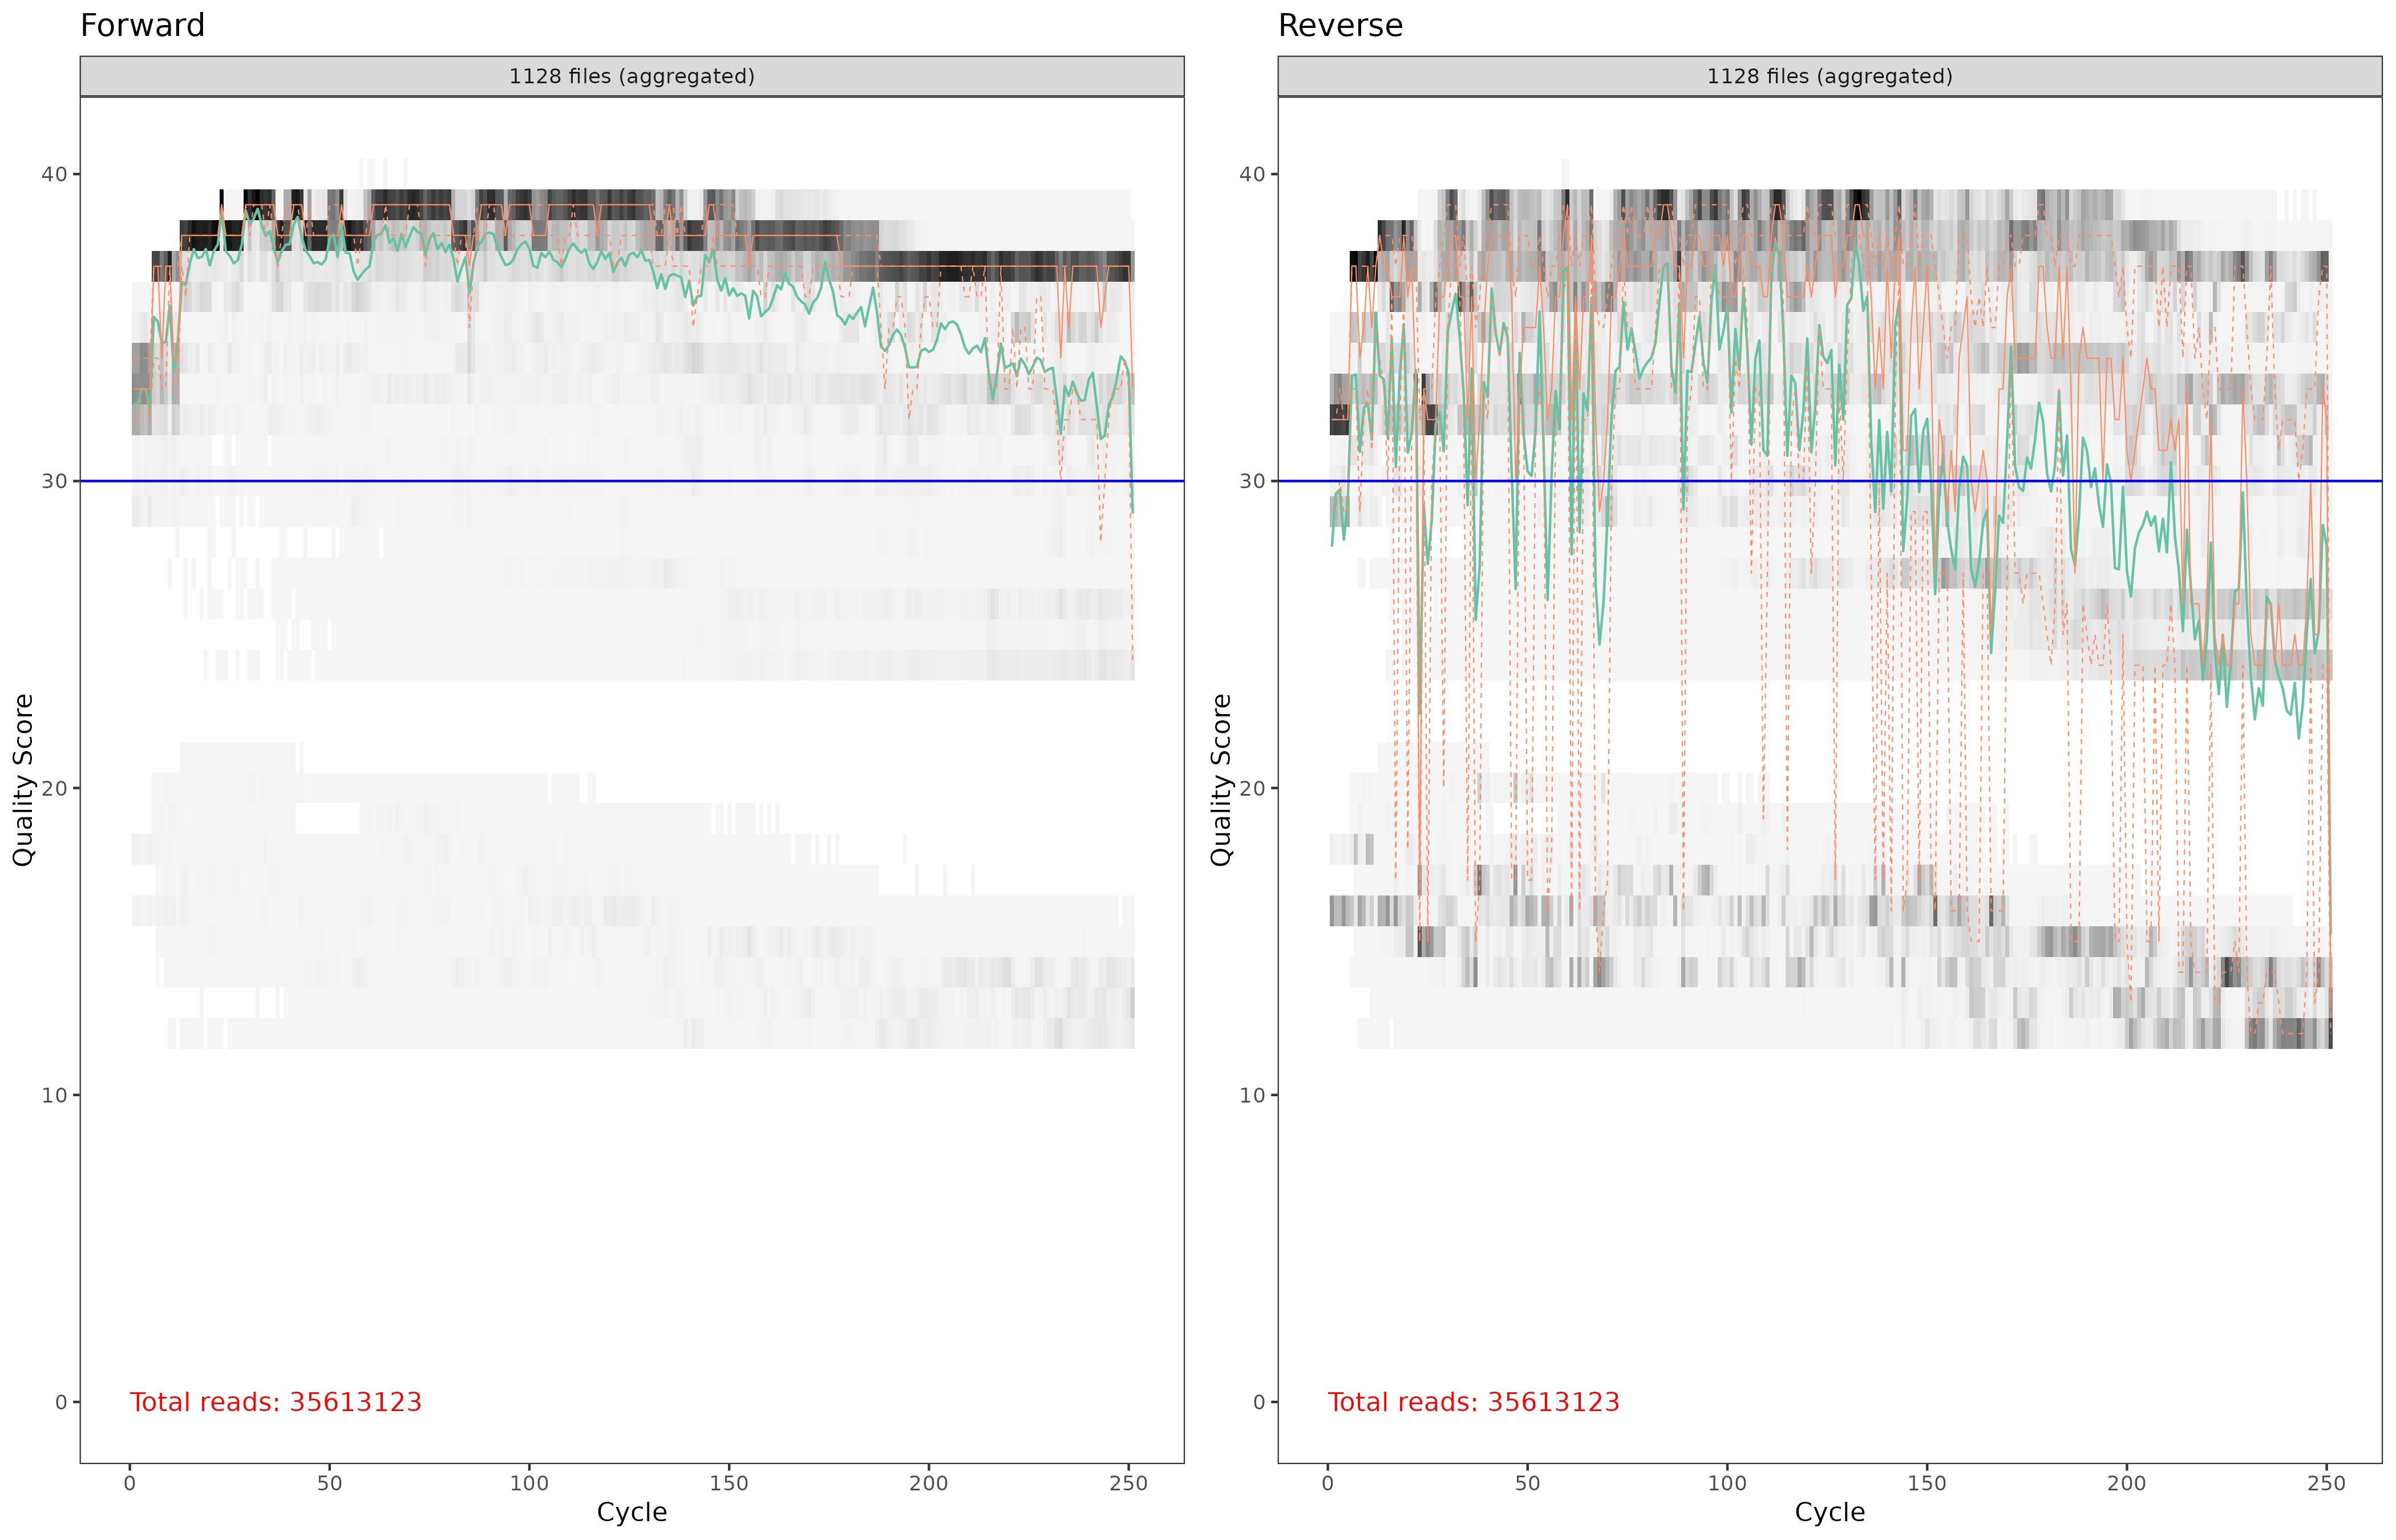 Forward
1128 files (aggregated)
Quality Score
40
30
20
10
0
Total reads: 35613123
0 50 100 150 200 250
Cycle
Reverse
1128 files (aggregated)
Quality Score
40
30
20
10
0
Total reads: 35613123
0 50 100 150 200 250
Cycle